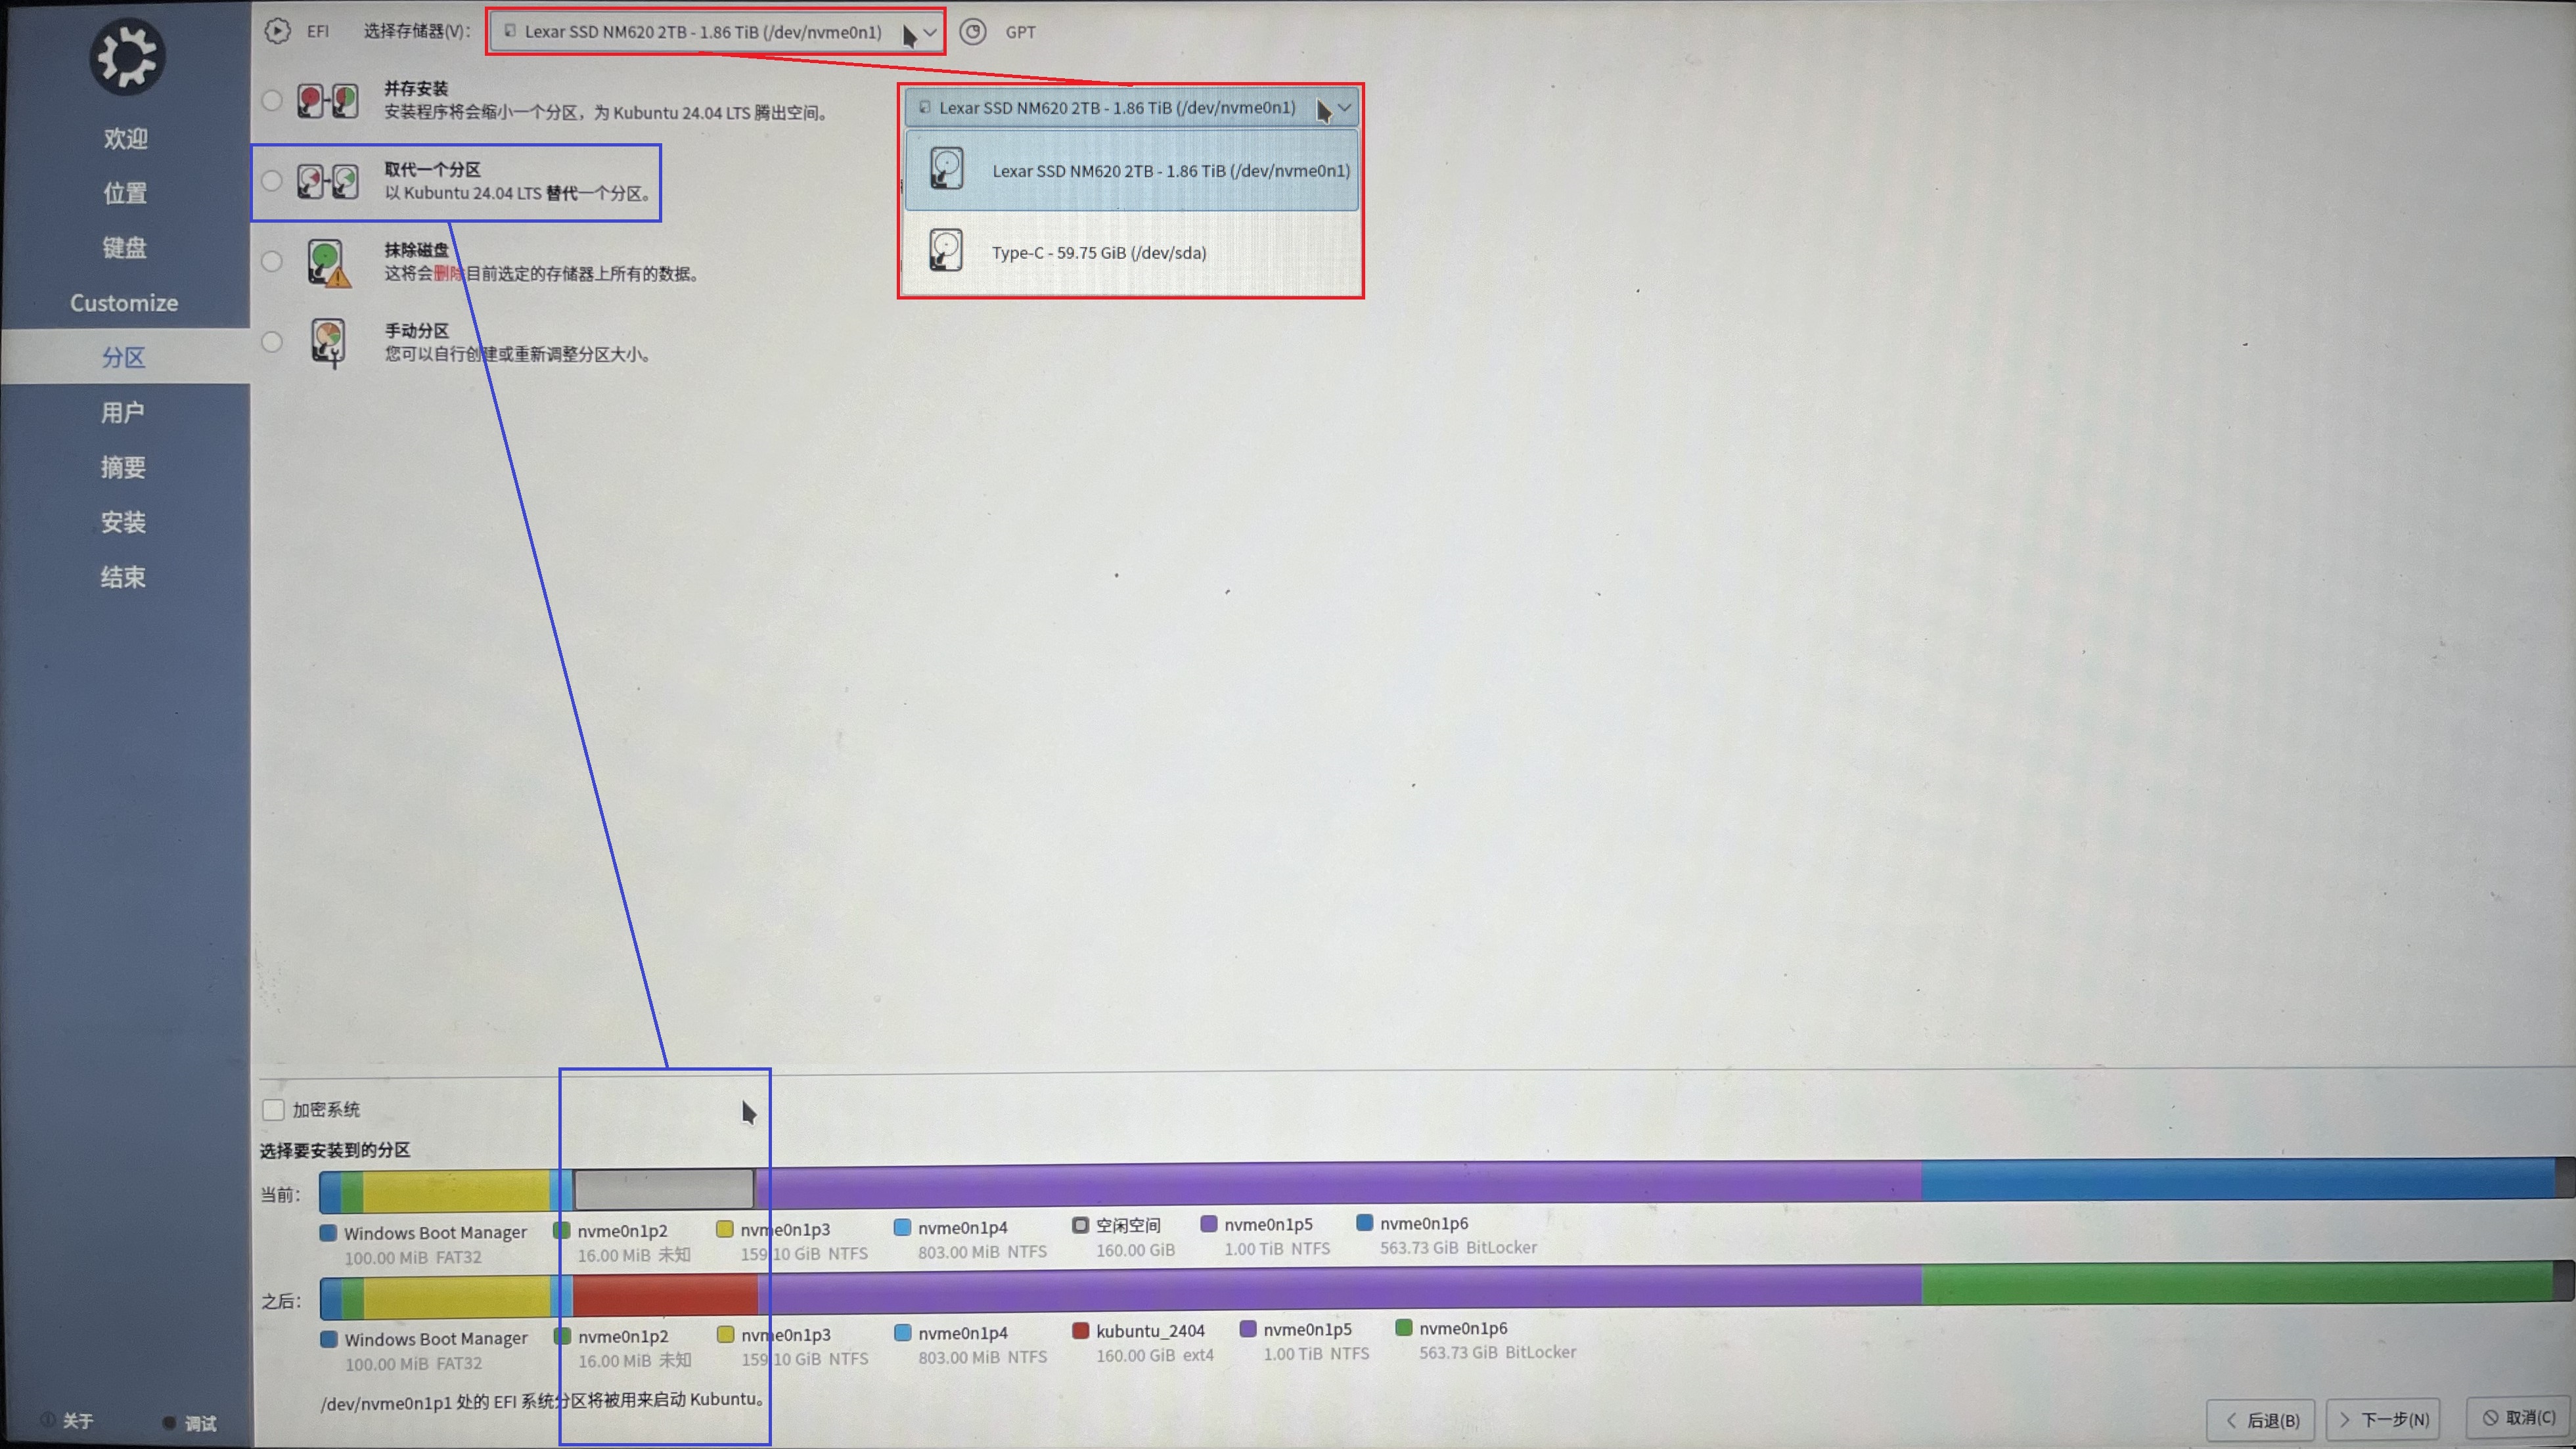 EFI 选择存储器(V): Lexar SSD NM620 2TB - 1.86 TiB (/dev/nvme0n1) GPT
并存安装
安装程序将会缩小一个分区，为 Kubuntu 24.04 LTS 腾出空间。
取代一个分区
以 Kubuntu 24.04 LTS 替代一个分区。
抹除磁盘
这将会删除目前选定的存储器上所有的数据。
手动分区
您可以自行创建或重新调整分区大小。
Lexar SSD NM620 2TB - 1.86 TiB (/dev/nvme0n1)
Lexar SSD NM620 2TB - 1.86 TiB (/dev/nvme0n1)
Type-C - 59.75 GiB (/dev/sda)
欢迎
位置
键盘
Customize
分区
用户
摘要
安装
结束
加密系统
选择要安装到的分区
当前:
Windows Boot Manager nvme0n1p2 nvme0n1p3 nvme0n1p4 空闲空间 nvme0n1p5 nvme0n1p6
100.00 MiB FAT32 16.00 MiB 未知 159.10 GiB NTFS 803.00 MiB NTFS 160.00 GiB 1.00 TiB NTFS 563.73 GiB BitLocker
之后:
Windows Boot Manager nvme0n1p2 nvme0n1p3 nvme0n1p4 kubuntu_2404 nvme0n1p5 nvme0n1p6
100.00 MiB FAT32 16.00 MiB 未知 159.10 GiB NTFS 803.00 MiB NTFS 160.00 GiB ext4 1.00 TiB NTFS 563.73 GiB BitLocker
/dev/nvme0n1p1 处的 EFI 系统分区将被用来启动 Kubuntu。
关于 调试 后退(B) 下一步(N) 取消(C)